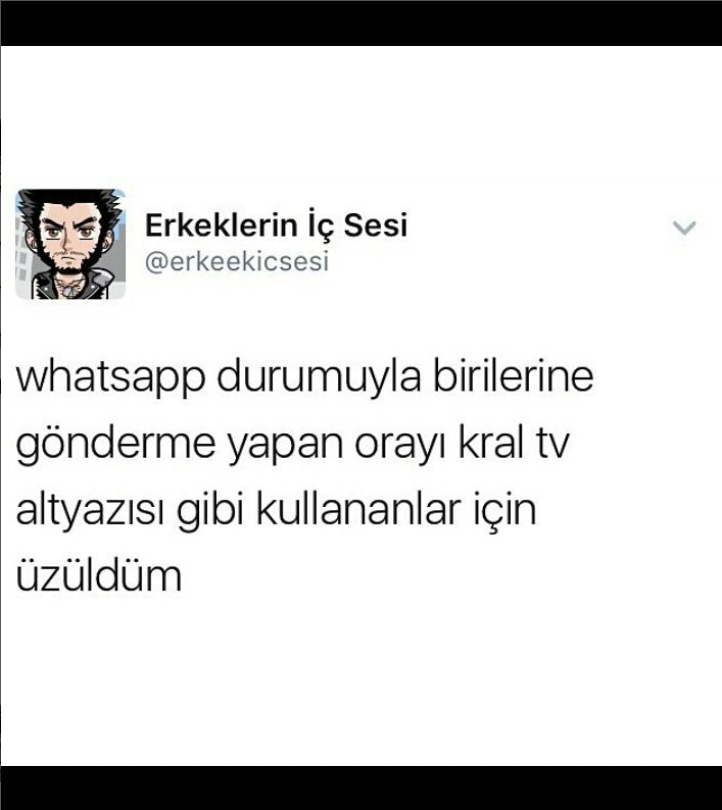 Erkeklerin İç Sesi
@erkeekicsesi
whatsapp durumuyla birilerine
gönderme yapan orayı kral tv
altyazısı gibi kullananlar için
üzüldüm